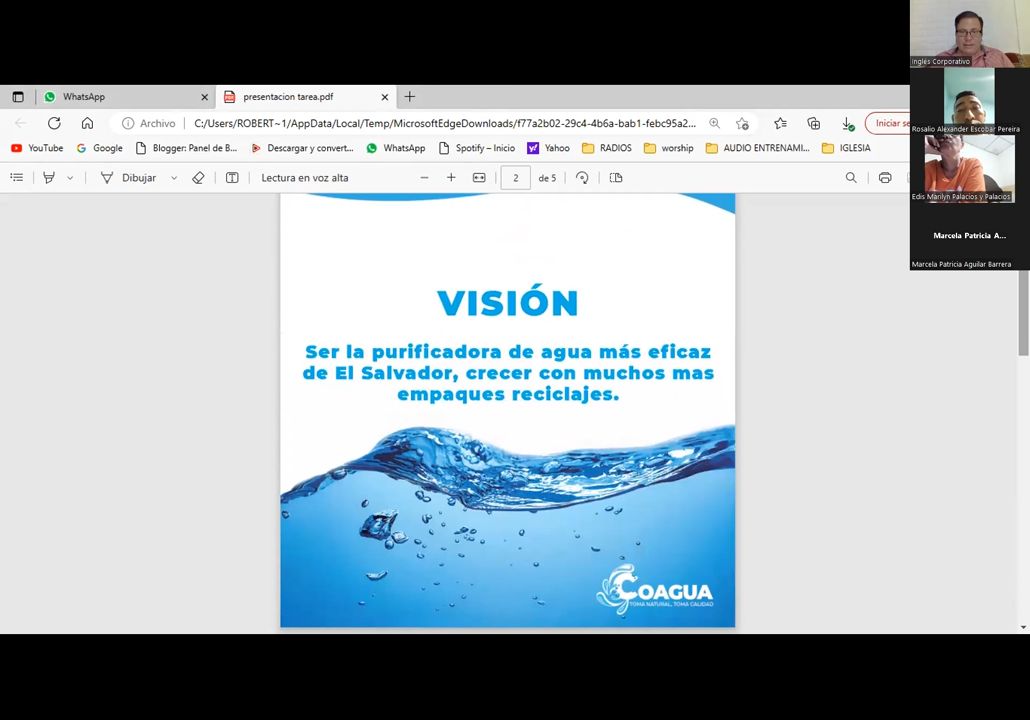 WhatsApp
presentacion tarea.pdf
Archivo
C:/Users/ROBERT~1/AppData/Local/Temp/MicrosoftEdgeDownloads/f77a2b02-29c4-4b6a-bab1-febc95a2...
Iniciar se
YouTube
Google
Blogger: Panel de B...
Descargar y convert...
WhatsApp
Spotify – Inicio
Yahoo
RADIOS
worship
AUDIO ENTRENAMI...
IGLESIA
Dibujar
Lectura en voz alta
2
de 5
VISIÓN
Ser la purificadora de agua más eficaz
de El Salvador, crecer con muchos mas
empaques reciclajes.
COAGUA
TOMA NATURAL, TOMA CALIDAD
Inglés Corporativo
Rosalio Alexander Escobar Pereira
Edis Marilyn Palacios y Palacios
Marcela Patricia A...
Marcela Patricia Aguilar Barrera